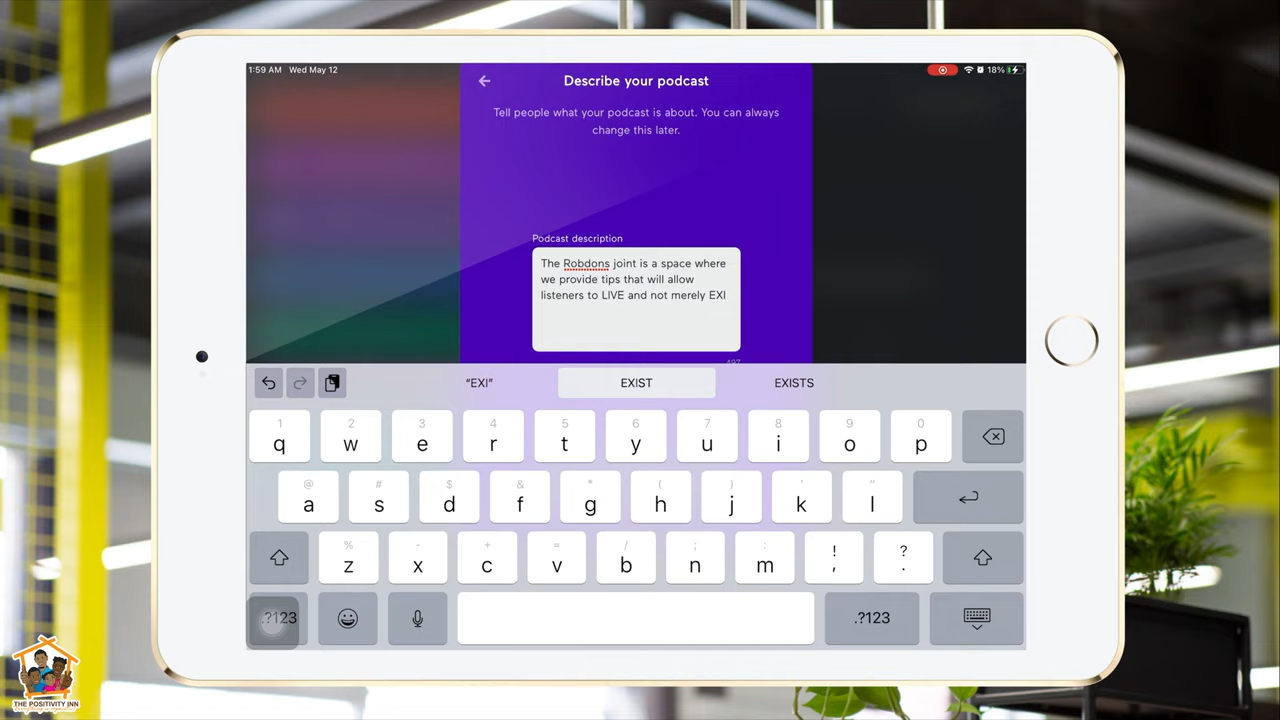 1:59 AM Wed May 12
18%
Describe your podcast
Tell people what your podcast is about. You can always
change this later.
Podcast description
The Robdons joint is a space where
we provide tips that will allow
listeners to LIVE and not merely EXI
497
"EXI" EXIST EXISTS
1 2 3 4 5 6 7 8 9 0
q w e r t y u i o p
@ # $ & * ( ) ' "
a s d f g h j k l
% - + = / ; : ! ?
z x c v b n m , .
.?123 .?123
THE POSITIVITY INN